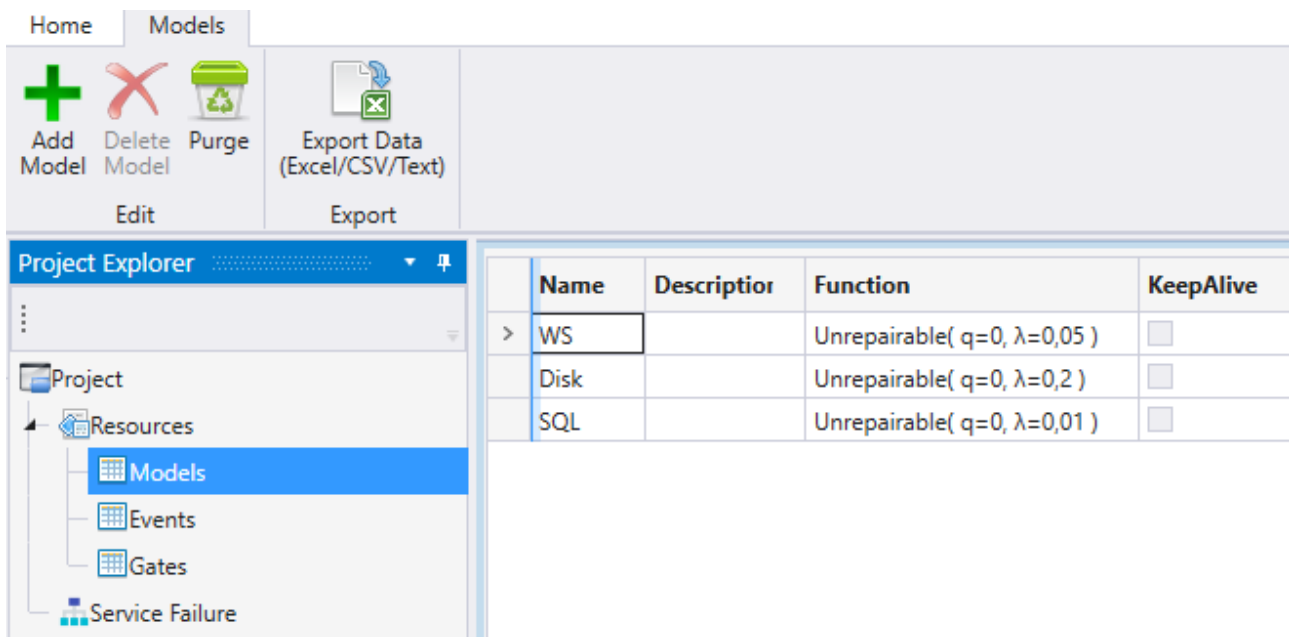 Home Models
Add Model
Delete Model
Purge
Export Data
(Excel/CSV/Text)
Edit
Export
Project Explorer
Name Description Function KeepAlive
WS Unrepairable( q=0, λ=0,05 )
Disk Unrepairable( q=0, λ=0,2 )
SQL Unrepairable( q=0, λ=0,01 )
Project
Resources
Models
Events
Gates
Service Failure